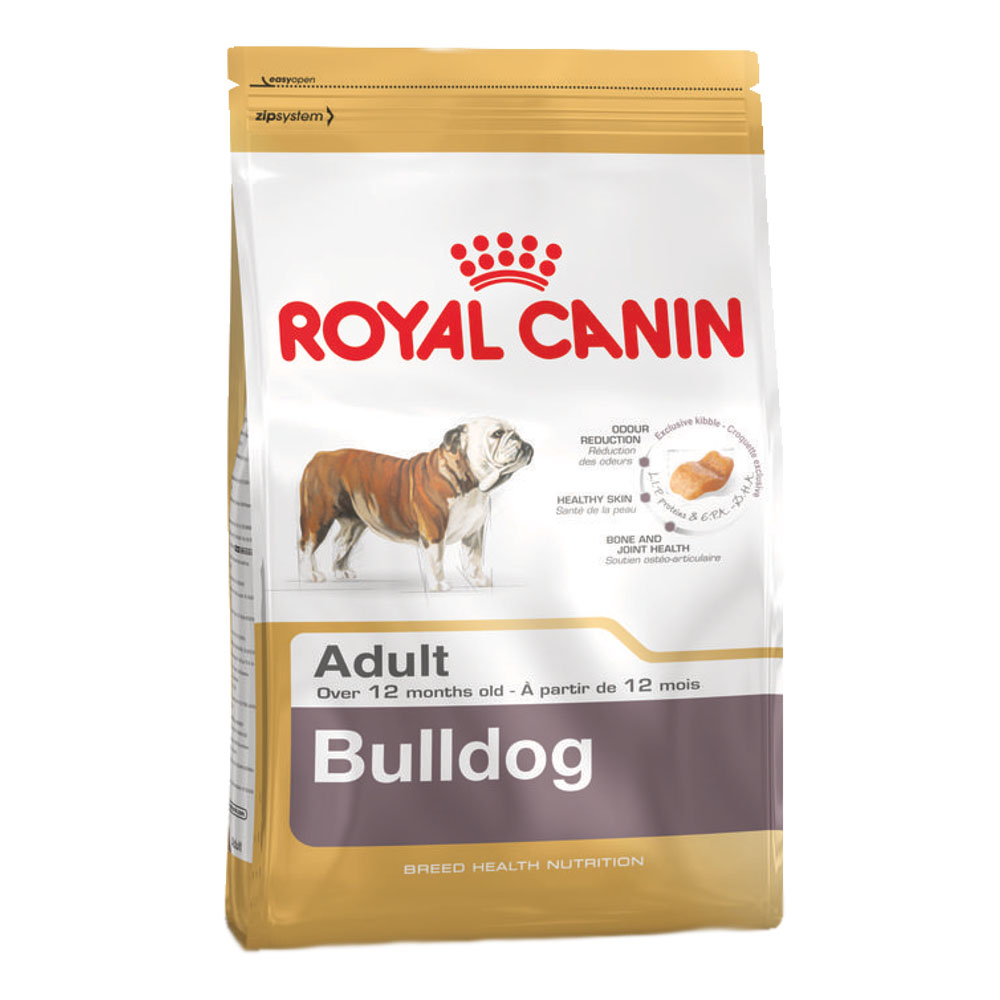 easyopen
zipsystem
ROYAL CANIN
ODOUR
REDUCTION
Réduction
des odeurs
Exclusive kibble - Croquette exclusive
L.I.P. proteins & E.P.A. - D.H.A.
HEALTHY SKIN
Santé de la peau
BONE AND
JOINT HEALTH
Soutien ostéo-articulaire
Adult
Over 12 months old - À partir de 12 mois
Bulldog
BREED HEALTH NUTRITION
Adult